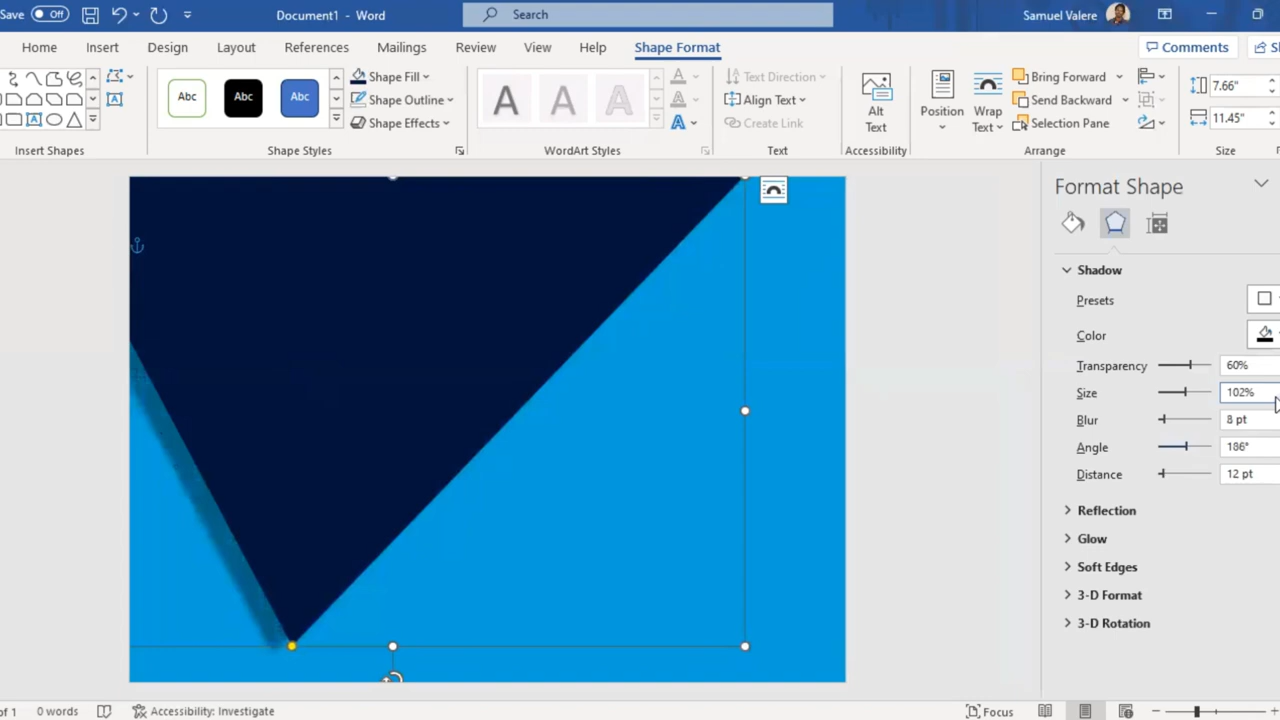 Save Off Document1 - Word Search Samuel Valere
Home Insert Design Layout References Mailings Review View Help Shape Format Comments
Abc Abc Abc Shape Fill A A A A Text Direction Bring Forward 7.66"
Shape Outline A Align Text Alt Text Position Wrap Text Send Backward 11.45"
Shape Effects A Create Link Selection Pane
Insert Shapes Shape Styles WordArt Styles Text Accessibility Arrange Size
Format Shape
Shadow
Presets
Color
Transparency 60%
Size 102%
Blur 8 pt
Angle 186°
Distance 12 pt
Reflection
Glow
Soft Edges
3-D Format
3-D Rotation
of 1 0 words Accessibility: Investigate Focus